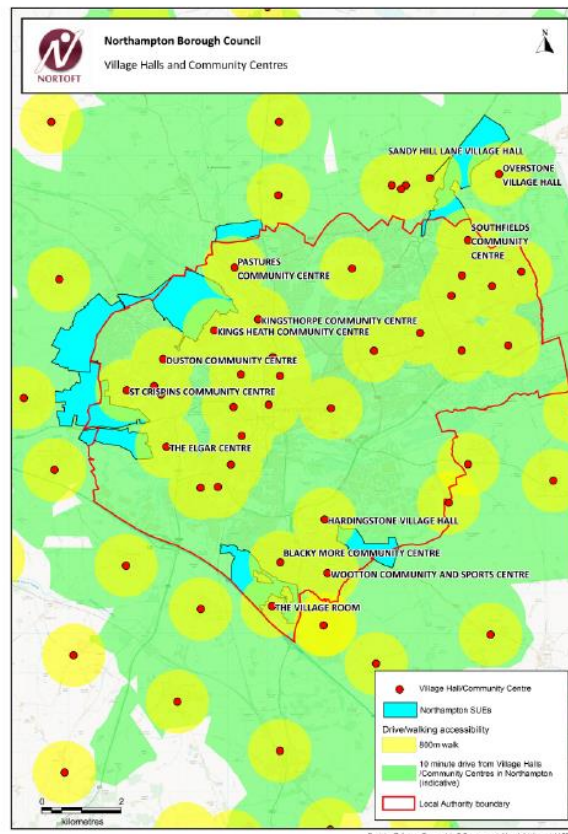 Northampton Borough Council
Village Halls and Community Centres
NORTOFT
N
SANDY HILL LANE VILLAGE HALL
OVERSTONE
VILLAGE HALL
SOUTHFIELDS
COMMUNITY
CENTRE
PASTURES
COMMUNITY CENTRE
KINGSTHORPE COMMUNITY CENTRE
KINGS HEATH COMMUNITY CENTRE
DUSTON COMMUNITY CENTRE
ST CRISPINS COMMUNITY CENTRE
THE ELGAR CENTRE
HARDINGSTONE VILLAGE HALL
BLACKY MORE COMMUNITY CENTRE
WOOTTON COMMUNITY AND SPORTS CENTRE
THE VILLAGE ROOM
Village Hall/Community Centre
Northampton SUEs
Drive/walking accessibility
800m walk
10 minute drive from Village Halls
/Community Centres in Northampton
(indicative)
Local Authority boundary
0 2
kilometres